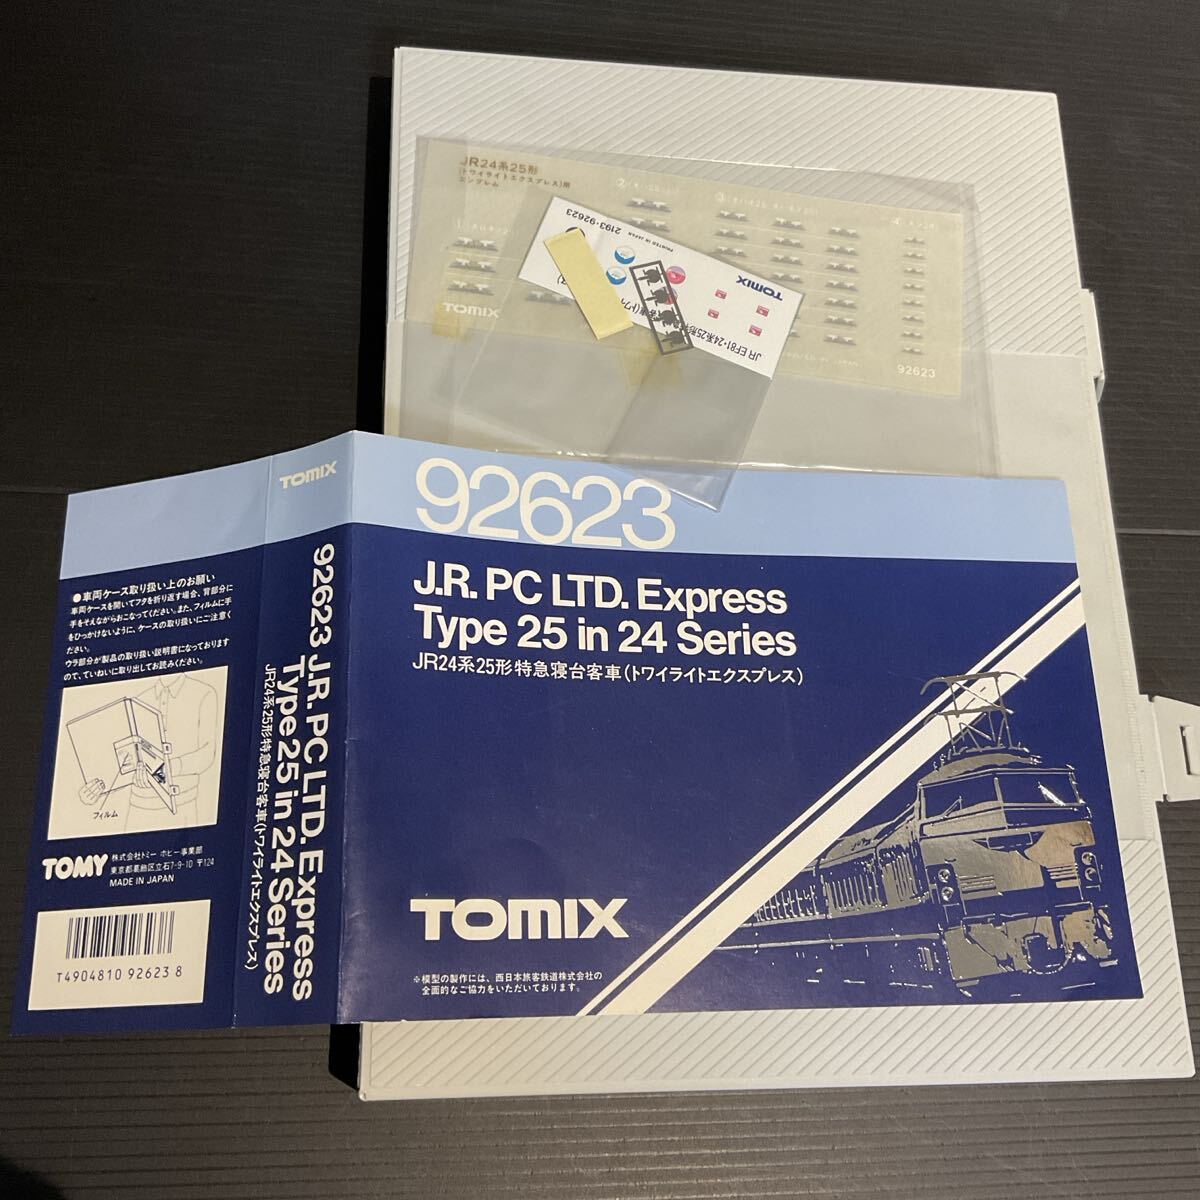 JR24系25形
(トワイライトエクスプレス)用
エンブレム
TOMIX
92623
2193・92623
PRINTED IN JAPAN
TOMIX
TOMIX
92623
J.R. PC LTD. Express
Type 25 in 24 Series
JR24系25形特急寝台客車(トワイライトエクスプレス)
TOMIX
※模型の製作には、西日本旅客鉄道株式会社の
全面的なご協力をいただいております。
92623 J.R. PC LTD. Express
Type 25 in 24 Series
JR24系25形特急寝台客車(トワイライトエクスプレス)
●車両ケース取り扱い上のお願い
車両ケースを開いてフタを折り返す場合、背部分に
手をそえながらおこなってください。また、フィルムに手
をひっかけないように、ケースの取り扱いにご注意く
ださい。
ウラ部分が製品の取り扱い説明書になっております
ので、ていねいに取り出してお読みください。
フィルム
TOMY 株式会社トミー ホビー事業部
東京都葛飾区立石7-9-10 〒124
MADE IN JAPAN
T4904810 92623 8